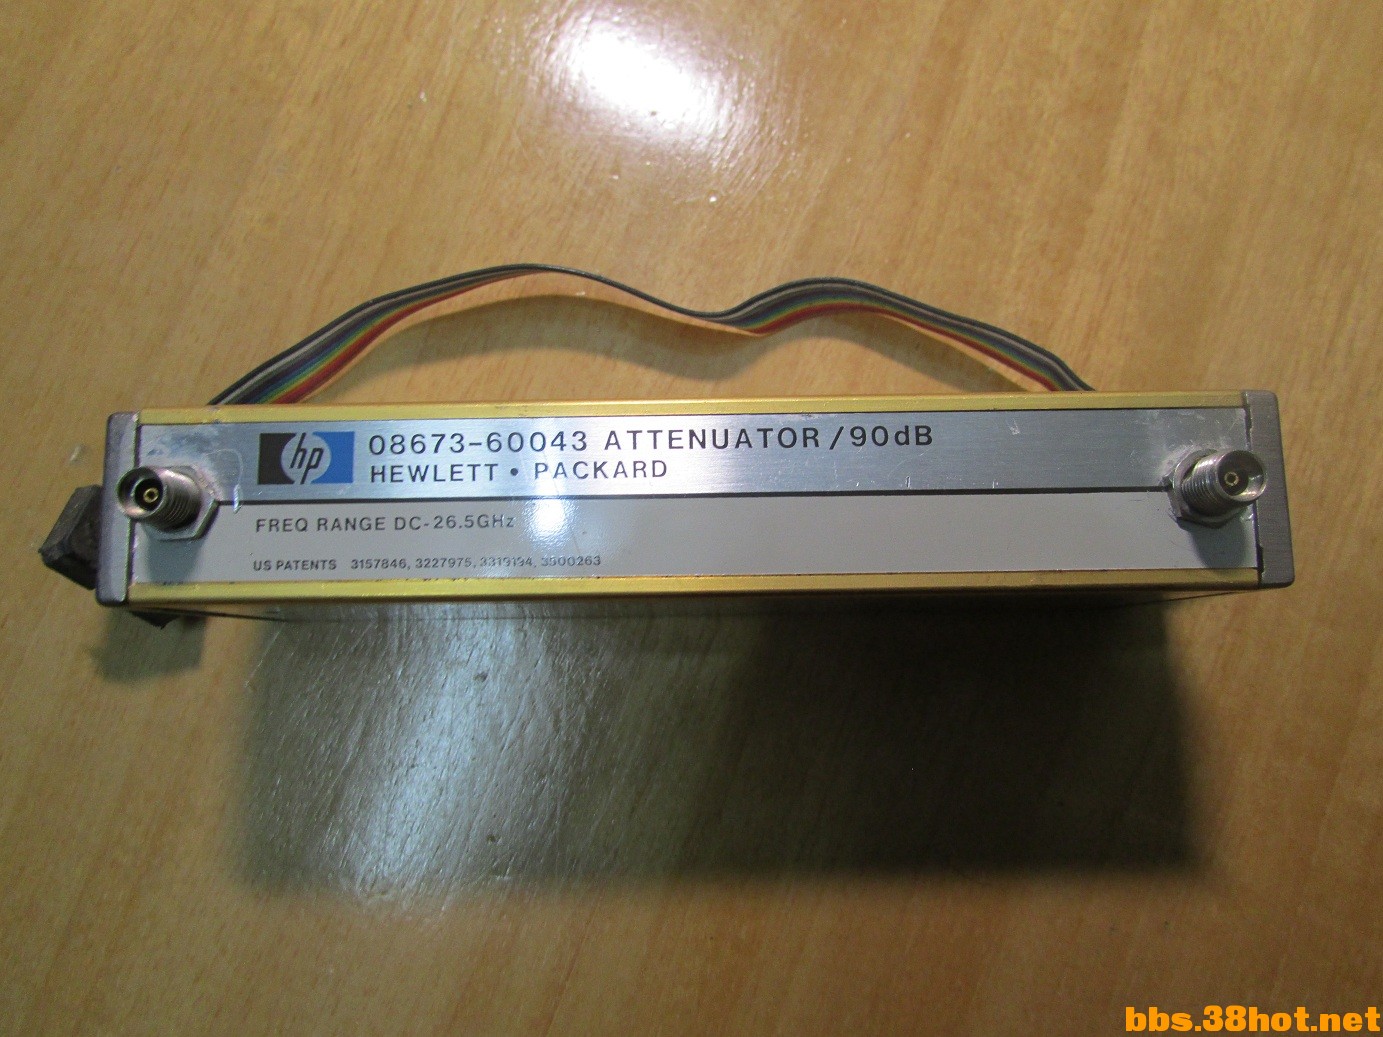 hp 08673-60043 ATTENUATOR/90dB
HEWLETT • PACKARD
FREQ RANGE DC-26.5GHz
US PATENTS 3157846, 3227975, 3319194, 3500263
bbs.38hot.net